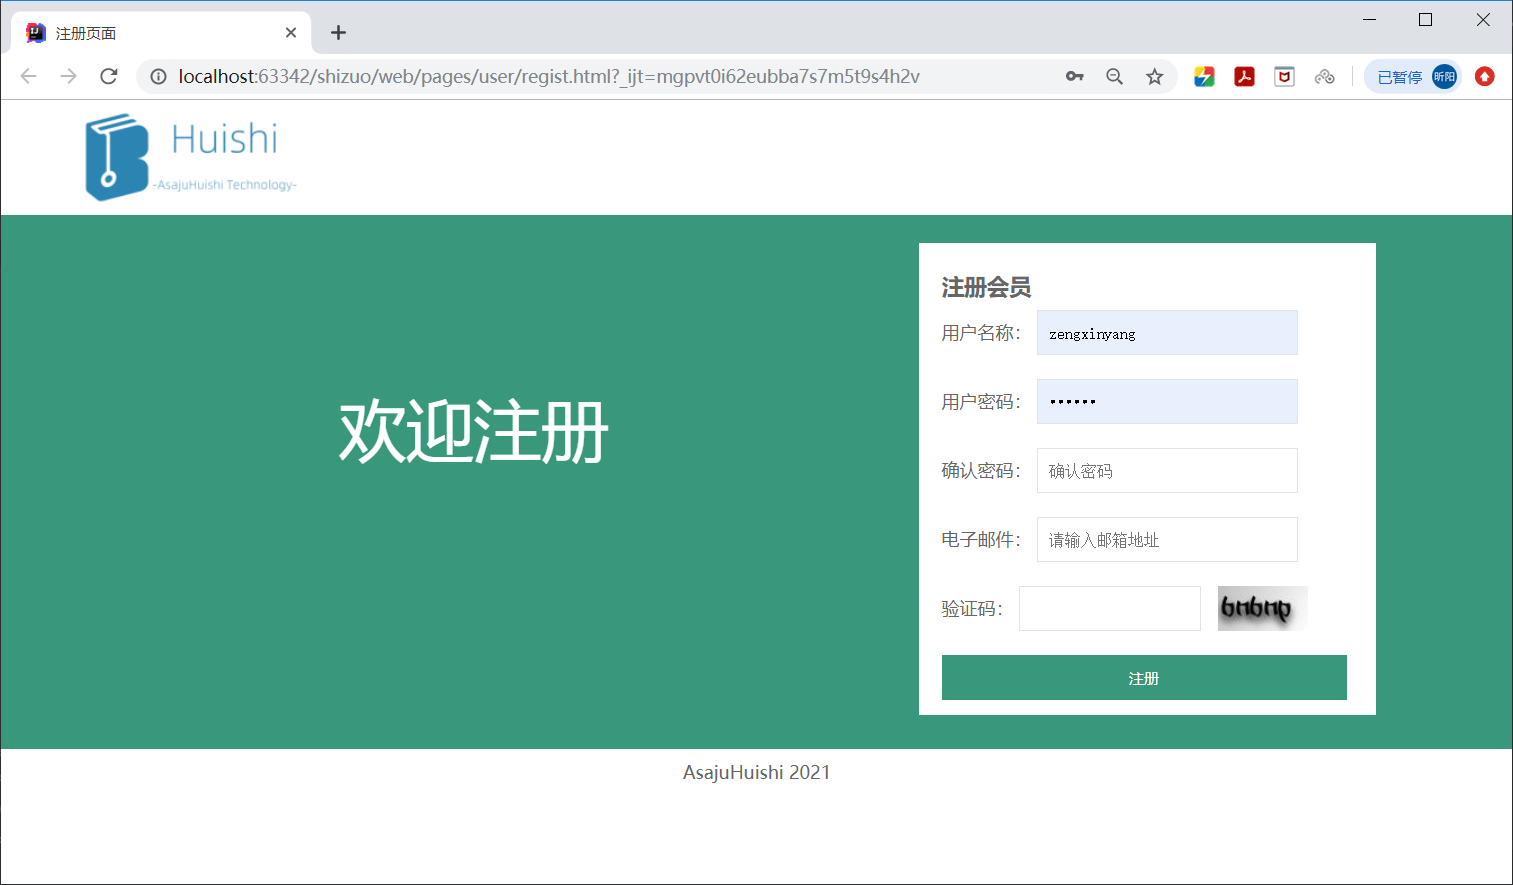 注册页面
localhost:63342/shizuo/web/pages/user/regist.html?_ijt=mgpvt0i62eubba7s7m5t9s4h2v
已暂停 昕阳
Huishi
-AsajuHuishi Technology-
欢迎注册
注册会员
用户名称： zengxinyang
用户密码： ••••••
确认密码： 确认密码
电子邮件： 请输入邮箱地址
验证码： bnbnp
注册
AsajuHuishi 2021